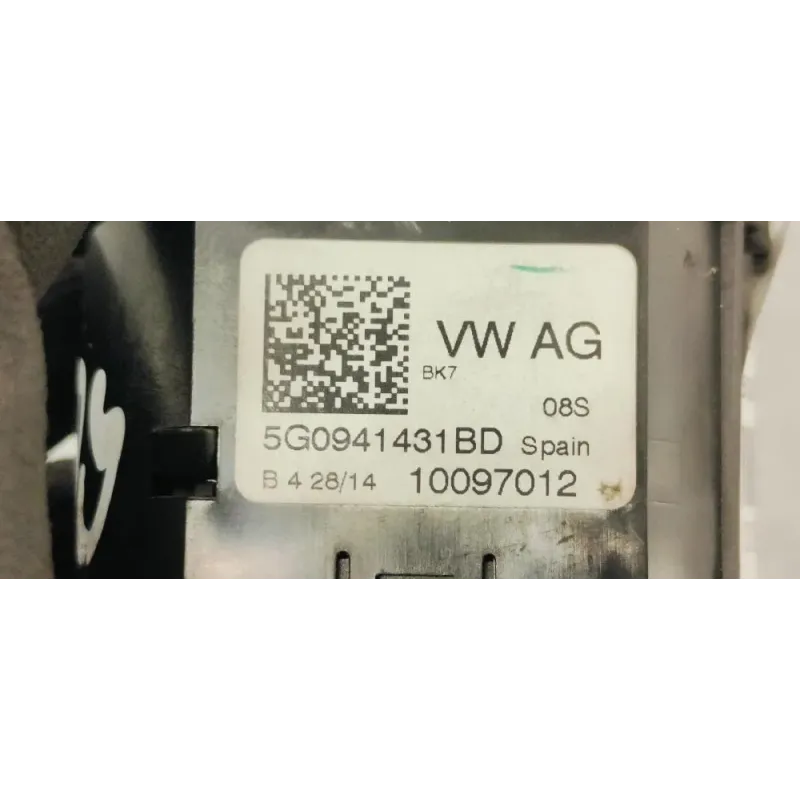 VW AG
BK7
08S
5G0941431BD Spain
B 4 28/14 10097012